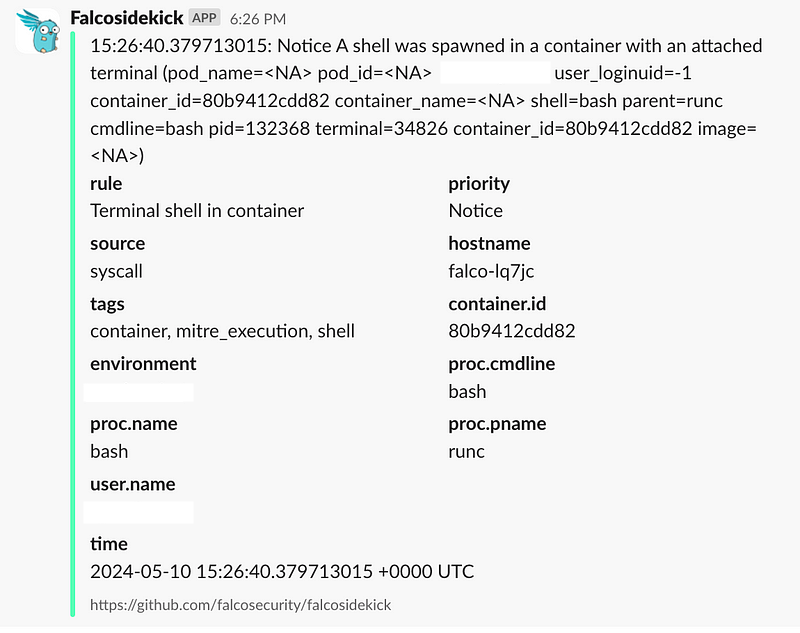 Falcosidekick APP 6:26 PM
15:26:40.379713015: Notice A shell was spawned in a container with an attached
terminal (pod_name=<NA> pod_id=<NA> user_loginuid=-1
container_id=80b9412cdd82 container_name=<NA> shell=bash parent=runc
cmdline=bash pid=132368 terminal=34826 container_id=80b9412cdd82 image=
<NA>)
rule priority
Terminal shell in container Notice
source hostname
syscall falco-lq7jc
tags container.id
container, mitre_execution, shell 80b9412cdd82
environment proc.cmdline
bash
proc.name proc.pname
bash runc
user.name
time
2024-05-10 15:26:40.379713015 +0000 UTC
https://github.com/falcosecurity/falcosidekick